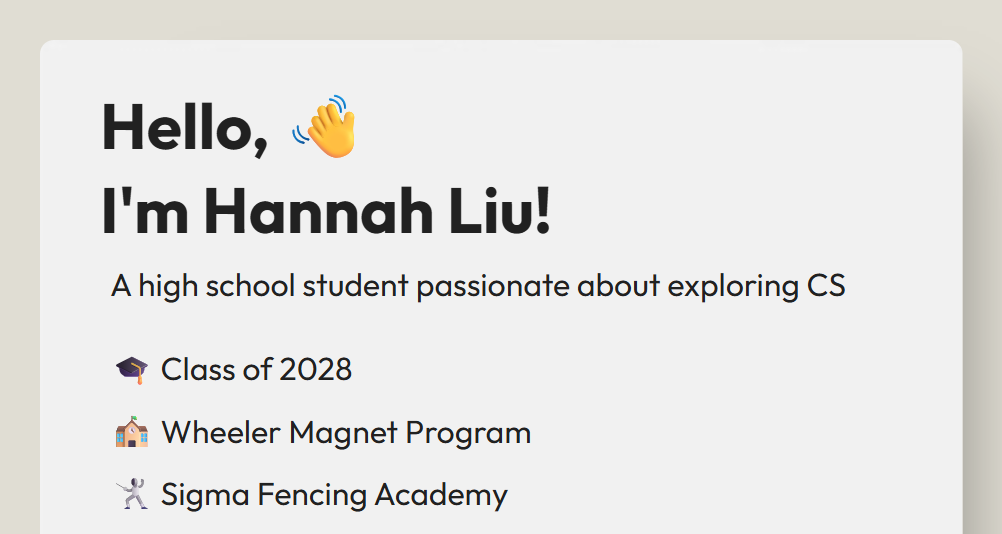 Hello, 👋
I'm Hannah Liu!
A high school student passionate about exploring CS
🎓 Class of 2028
🏫 Wheeler Magnet Program
🤺 Sigma Fencing Academy